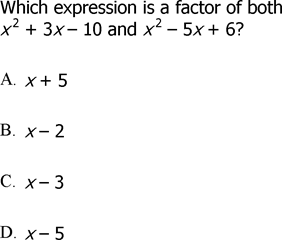 Which expression is a factor of both
x² + 3x – 10 and x² – 5x + 6?
A. x + 5
B. x – 2
C. x – 3
D. x – 5